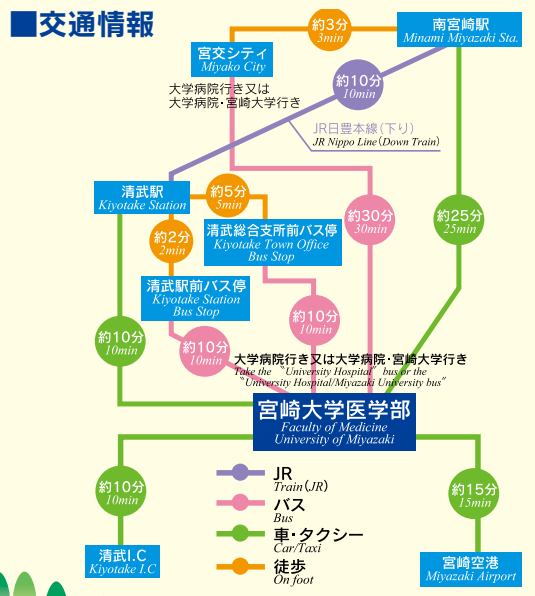 ■交通情報
約3分
3min
南宮崎駅
Minami Miyazaki Sta.
宮交シティ
Miyako City
大学病院行き又は
大学病院・宮崎大学行き
約10分
10min
JR日豊本線(下り)
JR Nippo Line(Down Train)
清武駅
Kiyotake Station
約5分
5min
約30分
30min
約25分
25min
約2分
2min
清武総合支所前バス停
Kiyotake Town Office
Bus Stop
清武駅前バス停
Kiyotake Station
Bus Stop
約10分
10min
約10分
10min
約10分
10min
大学病院行き又は大学病院・宮崎大学行き
Take the “University Hospital” bus or the
“University Hospital/Miyazaki University bus”
宮崎大学医学部
Faculty of Medicine
University of Miyazaki
JR
Train(JR)
バス
Bus
車・タクシー
Car/Taxi
徒歩
On foot
約10分
10min
約15分
15min
清武I.C
Kiyotake I.C
宮崎空港
Miyazaki Airport